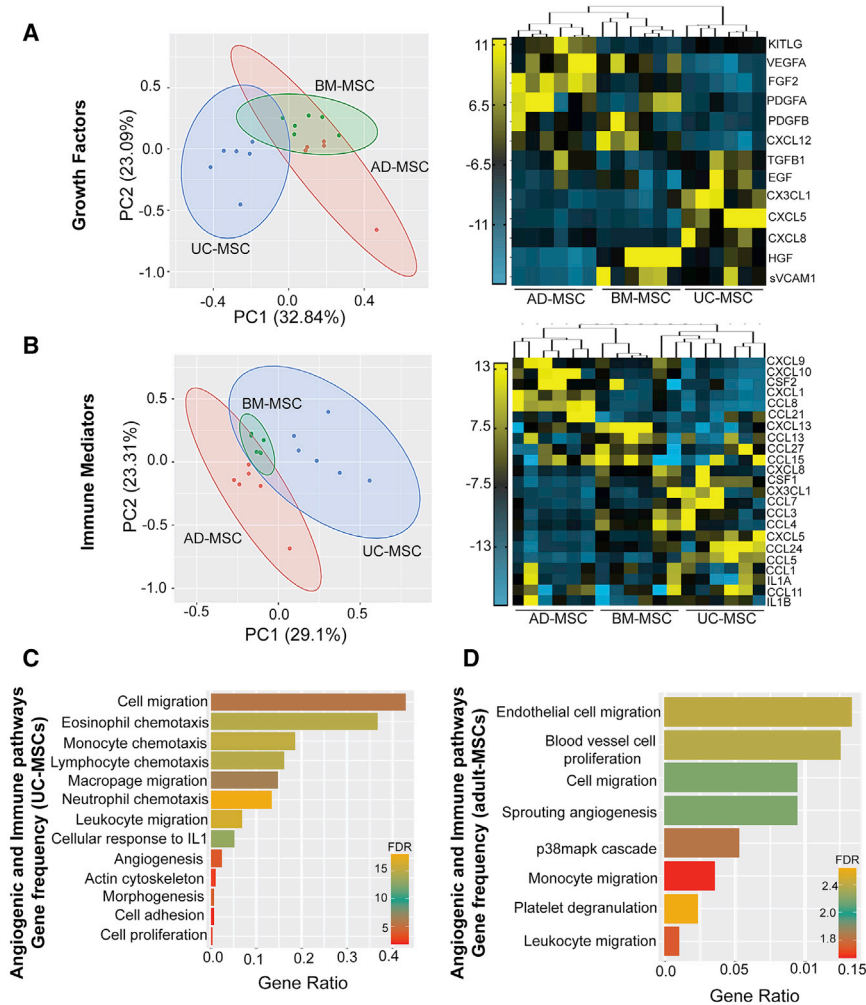 A
Growth Factors
PC2 (23.09%)
0.5
0.0
-0.5
-1.0
BM-MSC
AD-MSC
UC-MSC
-0.4
0.0
0.4
PC1 (32.84%)
11
6.5
-6.5
-11
KITLG
VEGFA
FGF2
PDGFA
PDGFB
CXCL12
TGFB1
EGF
CX3CL1
CXCL5
CXCL8
HGF
sVCAM1
AD-MSC BM-MSC UC-MSC
B
Immune Mediators
PC2 (23.31%)
0.5
0.0
-0.5
-1.0
BM-MSC
AD-MSC
UC-MSC
-0.5
0.0
0.5
PC1 (29.1%)
13
7.5
-7.5
-13
CXCL9
CXCL10
CSF2
CXCL1
CCL8
CCL21
CXCL13
CCL13
CCL27
CCL15
CXCL8
CSF1
CX3CL1
CCL7
CCL3
CCL4
CXCL5
CCL24
CCL5
CCL1
IL1A
CCL11
IL1B
AD-MSC BM-MSC UC-MSC
C
Angiogenic and Immune pathways
Gene frequency (UC-MSCs)
Cell migration
Eosinophil chemotaxis
Monocyte chemotaxis
Lymphocyte chemotaxis
Macropage migration
Neutrophil chemotaxis
Leukocyte migration
Cellular response to IL1
Angiogenesis
Actin cytoskeleton
Morphogenesis
Cell adhesion
Cell proliferation
FDR
15
10
5
0.0 0.1 0.2 0.3 0.4
Gene Ratio
D
Angiogenic and Immune pathways
Gene frequency (adult-MSCs)
Endothelial cell migration
Blood vessel cell
proliferation
Cell migration
Sprouting angiogenesis
p38mapk cascade
Monocyte migration
Platelet degranulation
Leukocyte migration
FDR
2.4
2.0
1.8
0.0 0.05 0.01 0.15
Gene Ratio